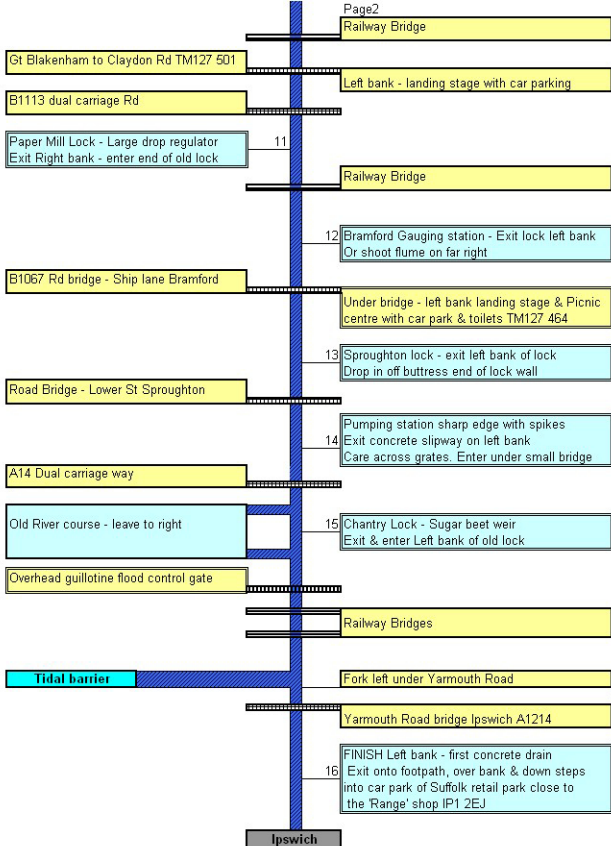 Page2
Railway Bridge
Gt Blakenham to Claydon Rd TM127 501
Left bank - landing stage with car parking
B1113 dual carriage Rd
Paper Mill Lock - Large drop regulator
Exit Right bank - enter end of old lock
11
Railway Bridge
12
Bramford Gauging station - Exit lock left bank
Or shoot flume on far right
B1067 Rd bridge - Ship lane Bramford
Under bridge - left bank landing stage & Picnic
centre with car park & toilets TM127 464
13
Sproughton lock - exit left bank of lock
Drop in off buttress end of lock wall
Road Bridge - Lower St Sproughton
14
Pumping station sharp edge with spikes
Exit concrete slipway on left bank
Care across grates. Enter under small bridge
A14 Dual carriage way
Old River course - leave to right
15
Chantry Lock - Sugar beet weir
Exit & enter Left bank of old lock
Overhead guillotine flood control gate
Railway Bridges
Tidal barrier
Fork left under Yarmouth Road
Yarmouth Road bridge Ipswich A1214
16
FINISH Left bank - first concrete drain
Exit onto footpath, over bank & down steps
into car park of Suffolk retail park close to
the 'Range' shop IP1 2EJ
Ipswich